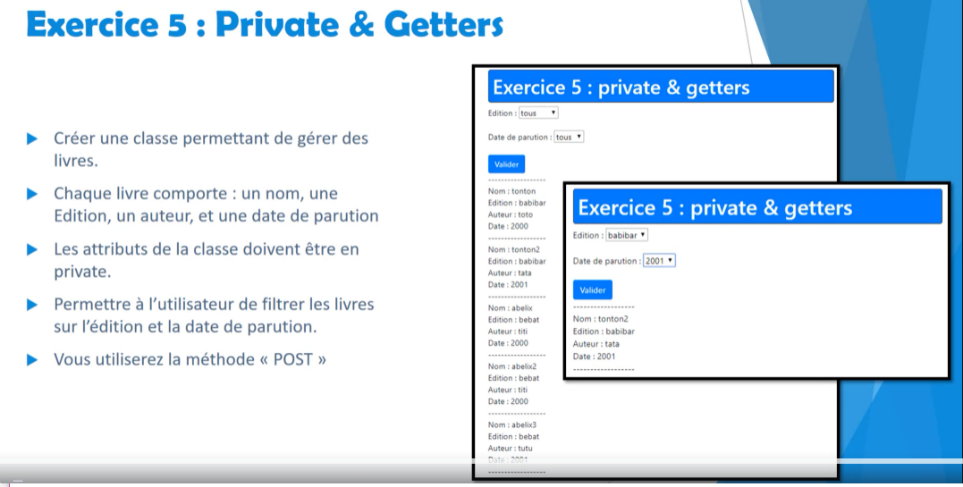 Exercice 5 : Private & Getters
Créer une classe permettant de gérer des
livres.
Chaque livre comporte : un nom, une
Edition, un auteur, et une date de parution
Les attributs de la classe doivent être en
private.
Permettre à l'utilisateur de filtrer les livres
sur l'édition et la date de parution.
Vous utiliserez la méthode « POST »
Exercice 5 : private & getters
Edition : tous
Date de parution : tous
Valider
--------------------
Nom : tonton
Edition : babibar
Auteur : toto
Date : 2000
--------------------
Nom : tonton2
Edition : babibar
Auteur : tata
Date : 2001
--------------------
Nom : abelix
Edition : bebat
Auteur : titi
Date : 2000
--------------------
Nom : abelix2
Edition : bebat
Auteur : titi
Date : 2000
--------------------
Nom : abelix3
Edition : bebat
Auteur : tutu
Date : 2001
--------------------
Exercice 5 : private & getters
Edition : babibar
Date de parution : 2001
Valider
--------------------
Nom : tonton2
Edition : babibar
Auteur : tata
Date : 2001
--------------------